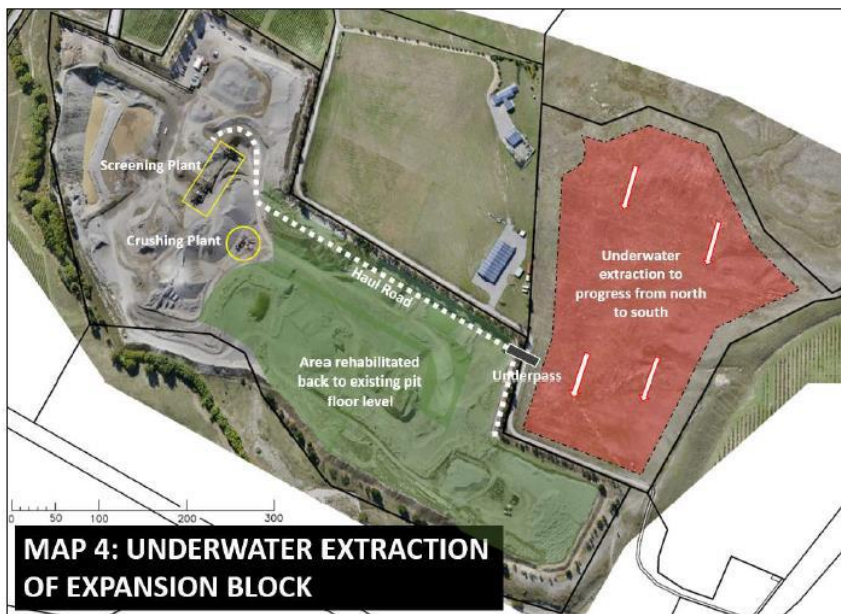 Screening Plant
Crushing Plant
Haul Road
Underwater
extraction to
progress from north
to south
Underpass
Area rehabilitated
back to existing pit
floor level
0 50 100 200 300
MAP 4: UNDERWATER EXTRACTION
OF EXPANSION BLOCK